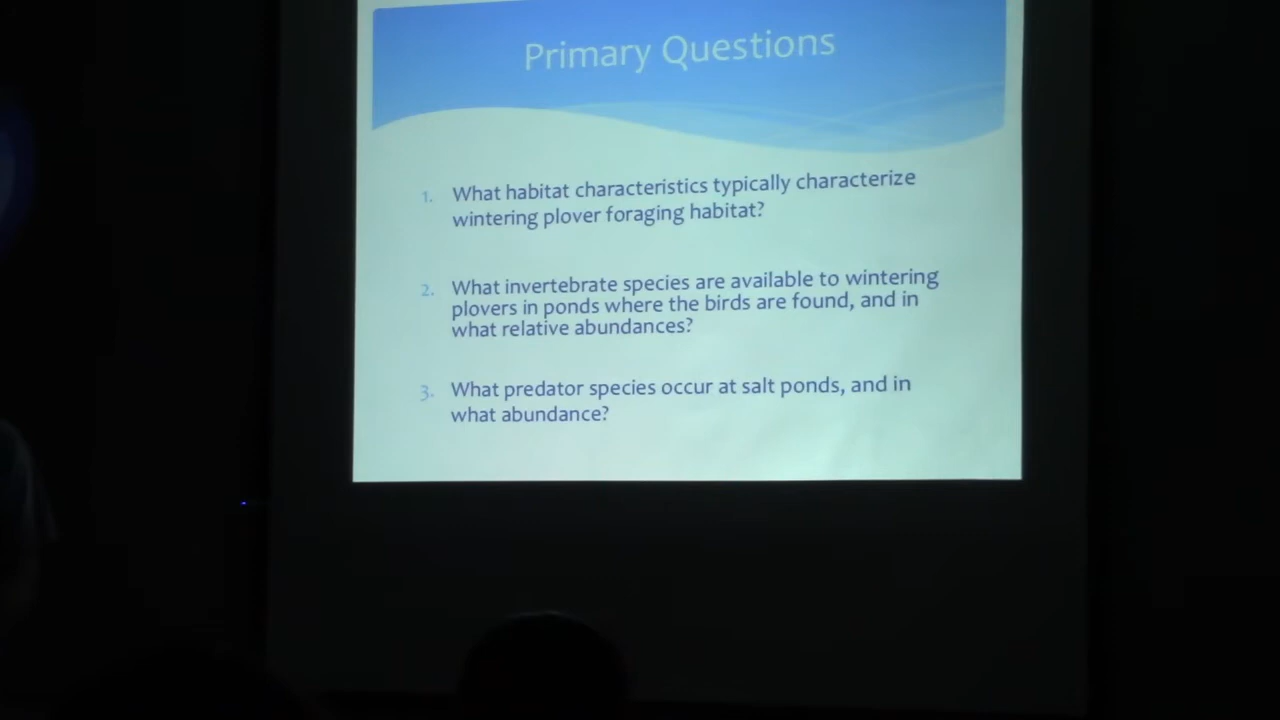 Primary Questions
1. What habitat characteristics typically characterize
wintering plover foraging habitat?
2. What invertebrate species are available to wintering
plovers in ponds where the birds are found, and in
what relative abundances?
3. What predator species occur at salt ponds, and in
what abundance?